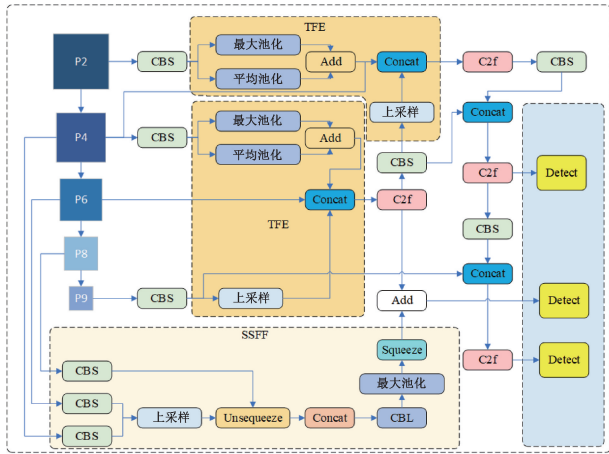 TFE
P2
CBS
最大池化
平均池化
Add
Concat
C2f
CBS
上采样
Concat
P4
CBS
最大池化
平均池化
Add
CBS
C2f
Detect
P6
Concat
C2f
TFE
CBS
P8
Concat
P9
CBS
上采样
Add
Detect
SSFF
Squeeze
C2f
Detect
CBS
最大池化
CBS
上采样
Unsequeeze
Concat
CBL
CBS